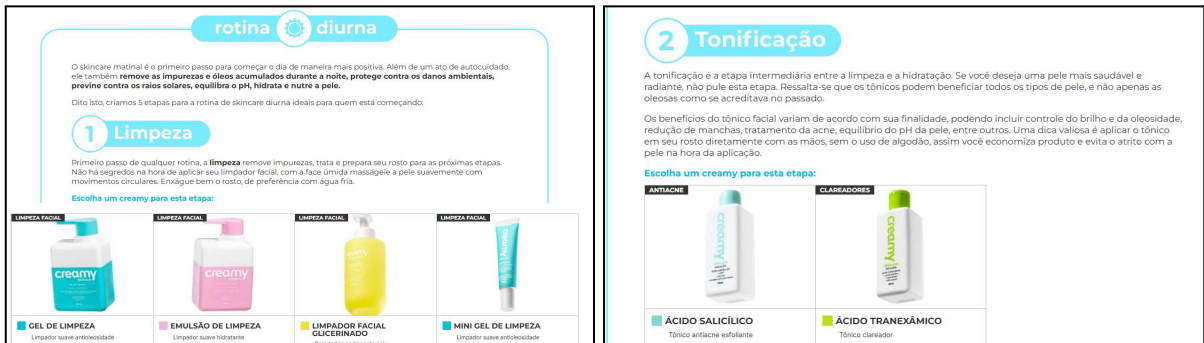 rotina diurna
O skincare matinal é o primeiro passo para começar o dia de maneira mais positiva. Além de um ato de autocuidado,
ele também remove as impurezas e óleos acumulados durante a noite, protege contra os danos ambientais,
previne contra os raios solares, equilibra o pH, hidrata e nutre a pele.
Dito isto, criamos 5 etapas para a rotina de skincare diurna ideais para quem está começando:
1 Limpeza
Primeiro passo de qualquer rotina, a limpeza remove impurezas, trata e prepara seu rosto para as próximas etapas.
Não há segredos na hora de aplicar seu limpador facial, com a face úmida massageie a pele suavemente com
movimentos circulares. Enxágue bem o rosto, de preferência com água fria.
Escolha um creamy para esta etapa:
LIMPEZA FACIAL
creamy
GEL DE LIMPEZA
Limpador suave antioleosidade
LIMPEZA FACIAL
creamy
EMULSÃO DE LIMPEZA
Limpador suave hidratante
LIMPEZA FACIAL
creamy
LIMPADOR FACIAL
GLICERINADO
LIMPEZA FACIAL
creamy
MINI GEL DE LIMPEZA
Limpador suave antioleosidade
2 Tonificação
A tonificação é a etapa intermediária entre a limpeza e a hidratação. Se você deseja uma pele mais saudável e
radiante, não pule esta etapa. Ressalta-se que os tônicos podem beneficiar todos os tipos de pele, e não apenas as
oleosas como se acreditava no passado.
Os benefícios do tônico facial variam de acordo com sua finalidade, podendo incluir controle do brilho e da oleosidade,
redução de manchas, tratamento da acne, equilíbrio do pH da pele, entre outros. Uma dica valiosa é aplicar o tônico
em seu rosto diretamente com as mãos, sem o uso de algodão, assim você economiza produto e evita o atrito com a
pele na hora da aplicação.
Escolha um creamy para esta etapa:
ANTIACNE
creamy
ÁCIDO SALICÍLICO
Tônico antiacne esfoliante
CLAREADORES
creamy
ÁCIDO TRANEXÂMICO
Tônico clareador